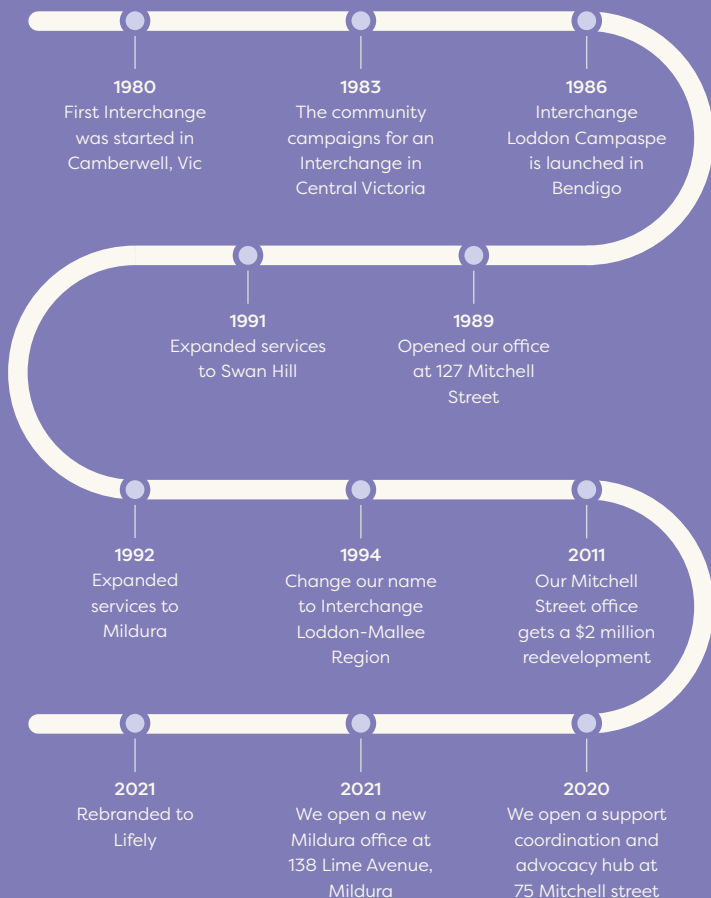 1980
First Interchange
was started in
Camberwell, Vic
1983
The community
campaigns for an
Interchange in
Central Victoria
1986
Interchange
Loddon Campaspe
is launched in
Bendigo
1989
Opened our office
at 127 Mitchell
Street
1991
Expanded services
to Swan Hill
1992
Expanded
services to
Mildura
1994
Change our name
to Interchange
Loddon-Mallee
Region
2011
Our Mitchell
Street office
gets a $2 million
redevelopment
2020
We open a support
coordination and
advocacy hub at
75 Mitchell street
2021
We open a new
Mildura office at
138 Lime Avenue,
Mildura
2021
Rebranded to
Lifely